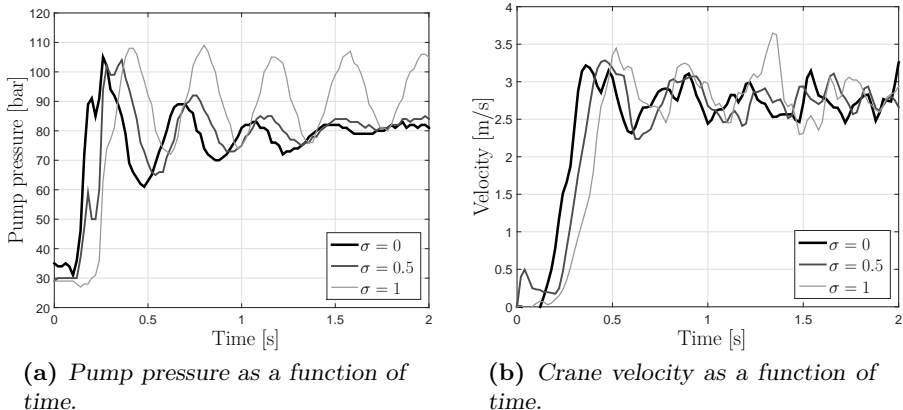 120
110
100
90
80
70
60
50
40
30
20
0
0.5
1
1.5
2
Pump pressure [bar]
Time [s]
σ = 0
σ = 0.5
σ = 1
(a) Pump pressure as a function of
time.
4
3.5
3
2.5
2
1.5
1
0.5
0
0
0.5
1
1.5
2
Velocity [m/s]
Time [s]
σ = 0
σ = 0.5
σ = 1
(b) Crane velocity as a function of
time.